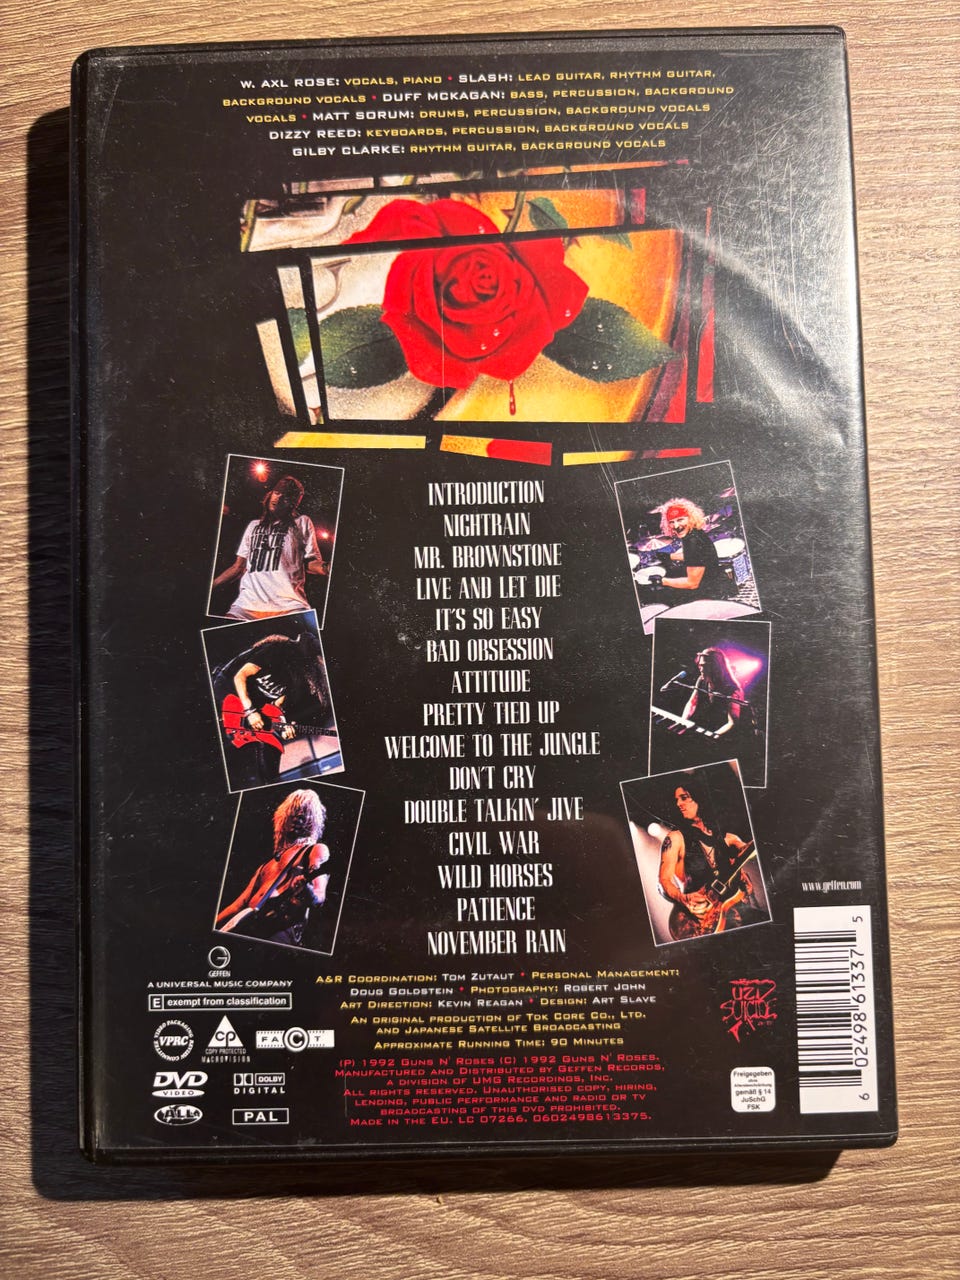 W. AXL ROSE: VOCALS, PIANO • SLASH: LEAD GUITAR, RHYTHM GUITAR,
BACKGROUND VOCALS • DUFF MCKAGAN: BASS, PERCUSSION, BACKGROUND
VOCALS • MATT SORUM: DRUMS, PERCUSSION, BACKGROUND VOCALS
DIZZY REED: KEYBOARDS, PERCUSSION, BACKGROUND VOCALS
GILBY CLARKE: RHYTHM GUITAR, BACKGROUND VOCALS
INTRODUCTION
NIGHTRAIN
MR. BROWNSTONE
LIVE AND LET DIE
IT'S SO EASY
BAD OBSESSION
ATTITUDE
PRETTY TIED UP
WELCOME TO THE JUNGLE
DON'T CRY
DOUBLE TALKIN' JIVE
CIVIL WAR
WILD HORSES
PATIENCE
NOVEMBER RAIN
www.geffen.com
GEFFEN
A UNIVERSAL MUSIC COMPANY
E exempt from classification
VIDEO PACKAGING REVIEW COMMITTEE
VPRC
CP
COPY PROTECTED
MACROVISION
FACT
DVD
VIDEO
DOLBY
DIGITAL
PAL
A&R COORDINATION: TOM ZUTAUT • PERSONAL MANAGEMENT:
DOUG GOLDSTEIN • PHOTOGRAPHY: ROBERT JOHN
ART DIRECTION: KEVIN REAGAN • DESIGN: ART SLAVE
AN ORIGINAL PRODUCTION OF TDK CORE CO., LTD.
AND JAPANESE SATELLITE BROADCASTING
APPROXIMATE RUNNING TIME: 90 MINUTES
(P) 1992 GUNS N' ROSES (C) 1992 GUNS N' ROSES.
MANUFACTURED AND DISTRIBUTED BY GEFFEN RECORDS,
A DIVISION OF UMG RECORDINGS, INC.
ALL RIGHTS RESERVED. UNAUTHORISED COPY, HIRING,
LENDING, PUBLIC PERFORMANCE AND RADIO OR TV
BROADCASTING OF THIS DVD PROHIBITED.
MADE IN THE EU. LC 07266. 0602498613375.
UZI
SUICIDE
Freigegeben
ohne
Altersbeschränkung
gemäß § 14
JuSchG
FSK
6 02498 61337 5